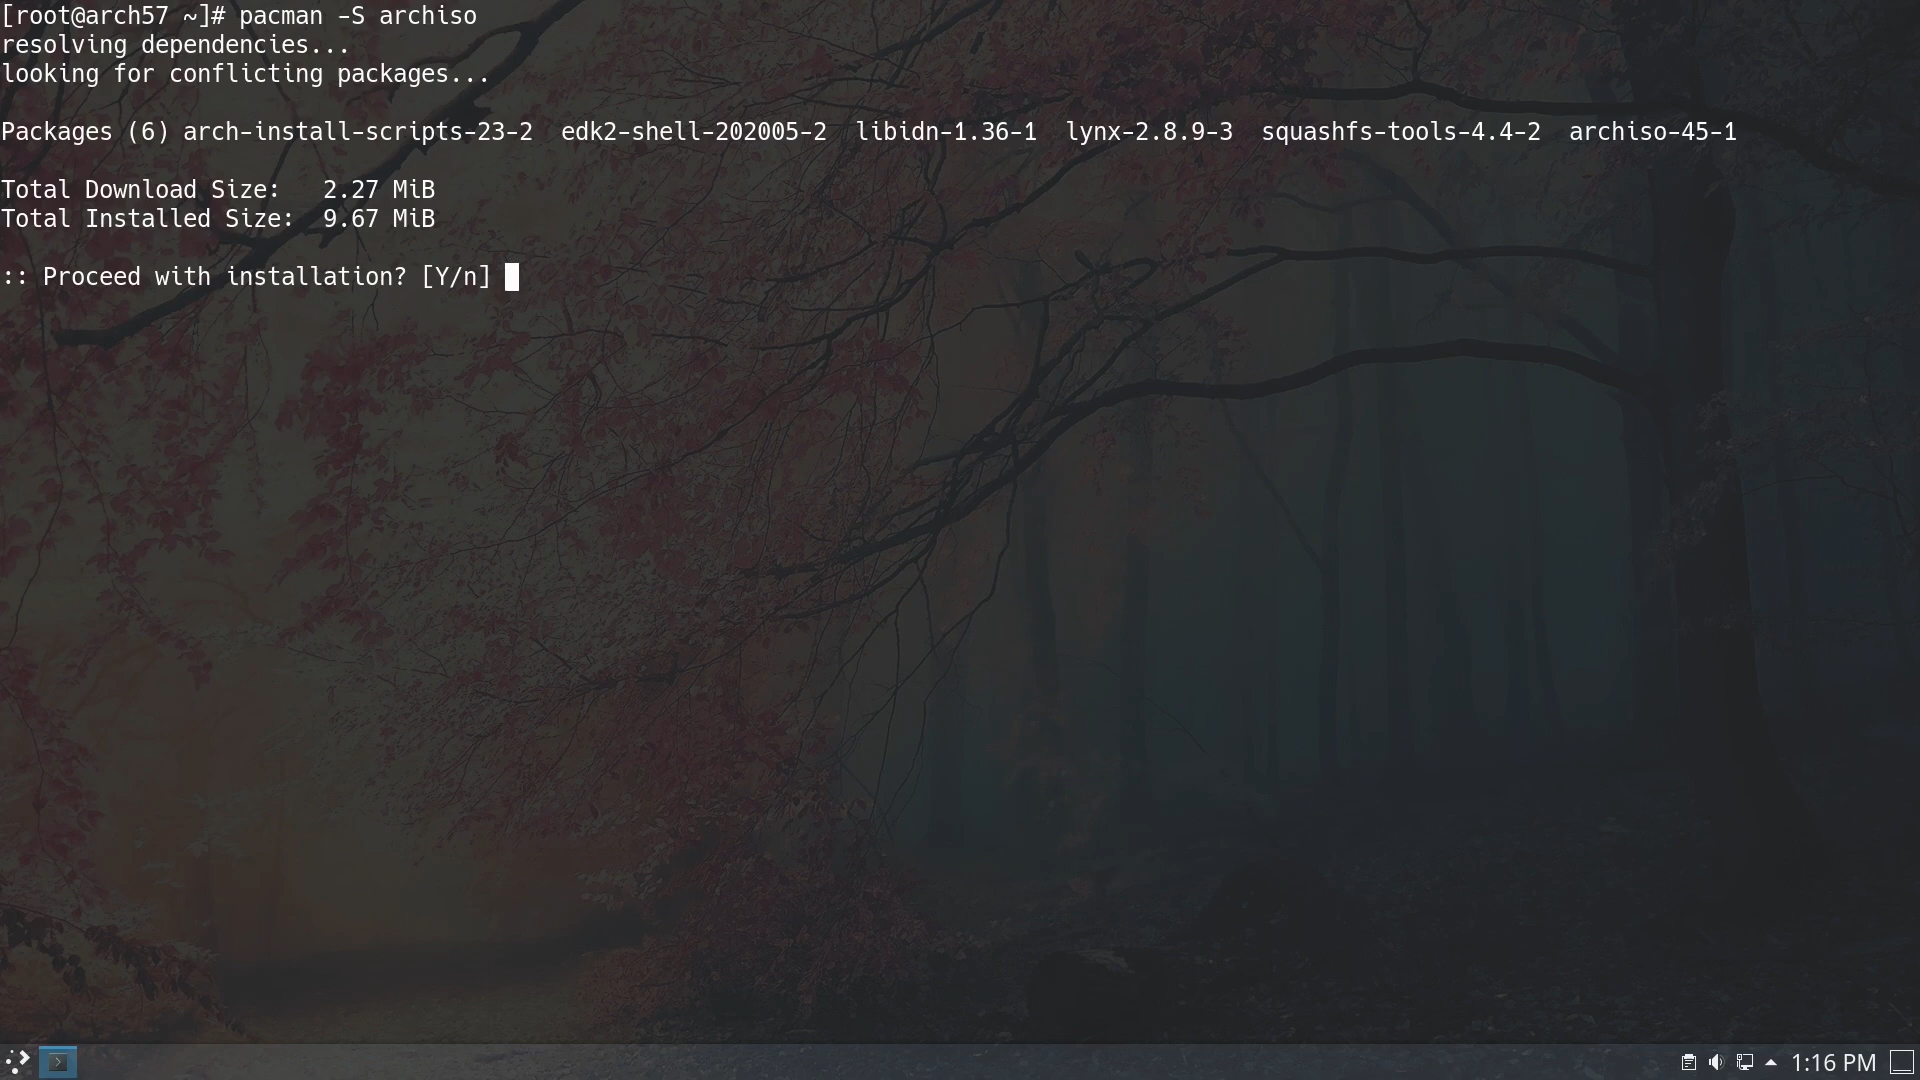 [root@arch57 ~]# pacman -S archiso
resolving dependencies...
looking for conflicting packages...
Packages (6) arch-install-scripts-23-2  edk2-shell-202005-2  libidn-1.36-1  lynx-2.8.9-3  squashfs-tools-4.4-2  archiso-45-1
Total Download Size:   2.27 MiB
Total Installed Size:  9.67 MiB
:: Proceed with installation? [Y/n]
1:16 PM